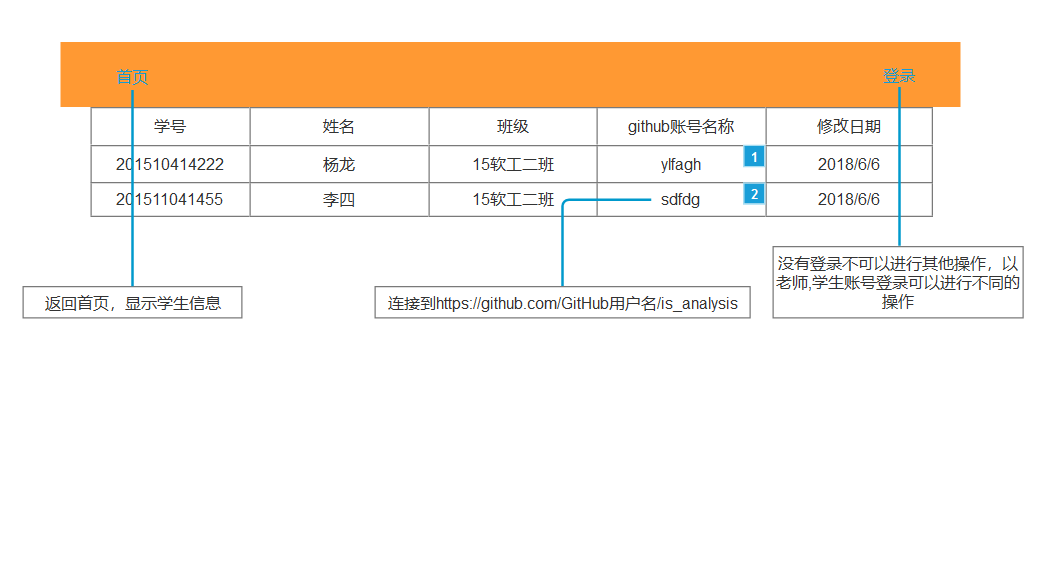 首页 登录
学号 姓名 班级 github账号名称 修改日期
201510414222 杨龙 15软工二班 ylfagh 1 2018/6/6
201511041455 李四 15软工二班 sdfdg 2 2018/6/6
返回首页，显示学生信息
连接到https://github.com/GitHub用户名/is_analysis
没有登录不可以进行其他操作，以
老师,学生账号登录可以进行不同的
操作